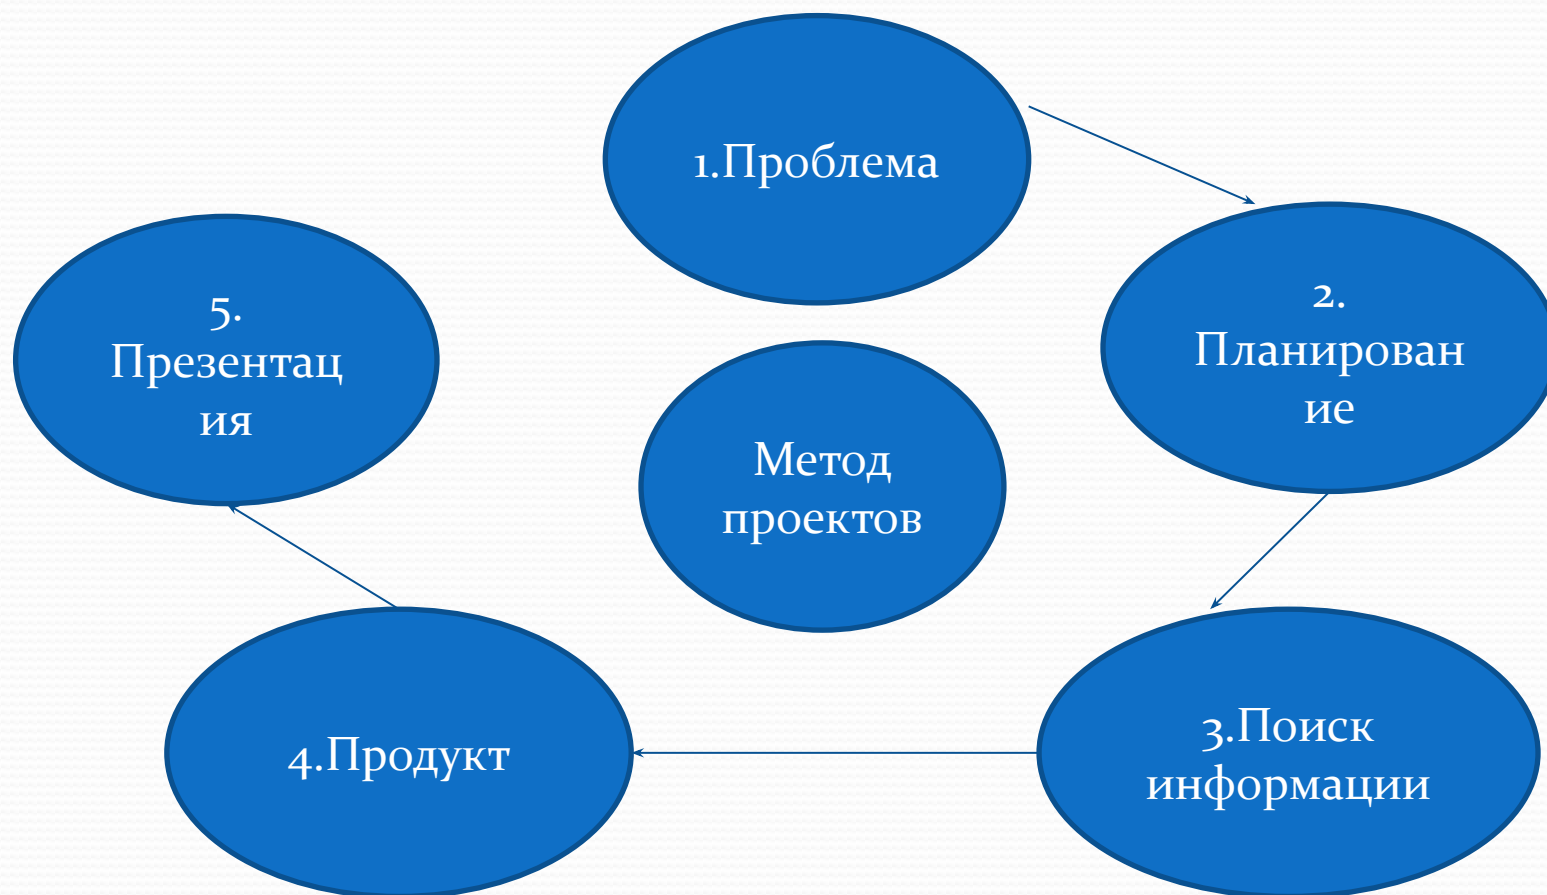 1.Проблема
2.
Планирован
ие
3.Поиск
информации
4.Продукт
5.
Презентац
ия
Метод
проектов